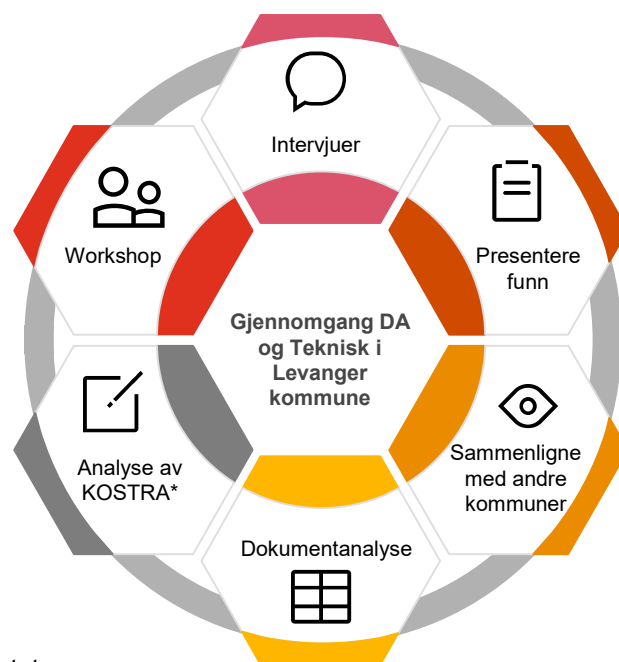 Intervjuer
Workshop
Presentere
funn
Gjennomgang DA
og Teknisk i
Levanger
kommune
Analyse av
KOSTRA*
Sammenligne
med andre
kommuner
Dokumentanalyse